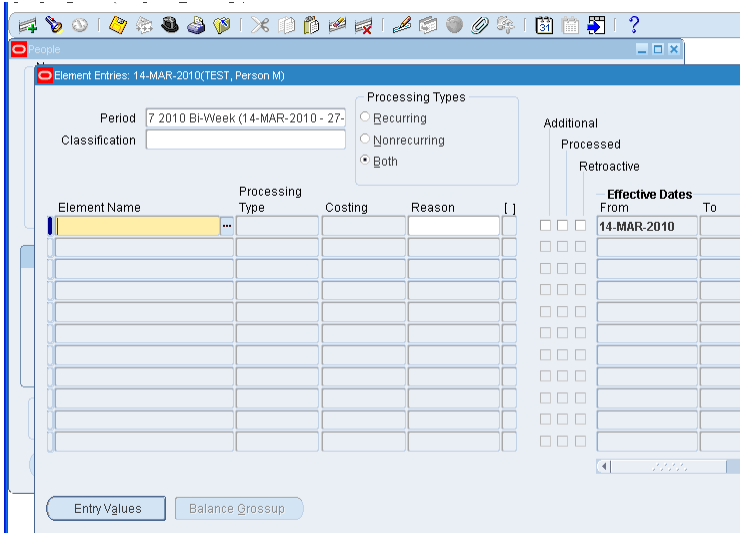 People
Element Entries: 14-MAR-2010(TEST, Person M)
Processing Types
Period 7 2010 Bi-Week (14-MAR-2010 - 27-
Recurring
Classification
Nonrecurring
Both
Additional
Processed
Retroactive
Processing
Effective Dates
Element Name Type Costing Reason [ ] From To
14-MAR-2010
Entry Values Balance Grossup
31